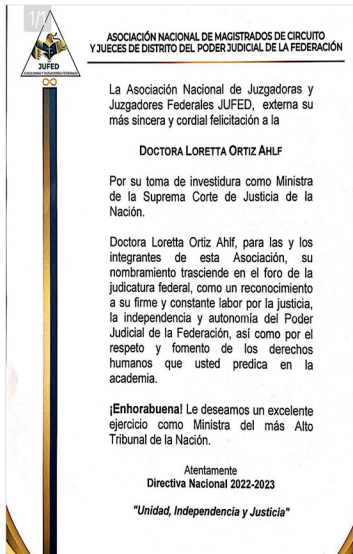 1/1
JUFED
ASOCIACIÓN NACIONAL DE MAGISTRADOS DE CIRCUITO
Y JUECES DE DISTRITO DEL PODER JUDICIAL DE LA FEDERACIÓN
La Asociación Nacional de Juzgadoras y
Juzgadores Federales JUFED, externa su
más sincera y cordial felicitación a la
DOCTORA LORETTA ORTIZ AHLF
Por su toma de investidura como Ministra
de la Suprema Corte de Justicia de la
Nación.
Doctora Loretta Ortiz Ahlf, para las y los
integrantes de esta Asociación, su
nombramiento trasciende en el foro de la
judicatura federal, como un reconocimiento
a su firme y constante labor por la justicia,
la independencia y autonomía del Poder
Judicial de la Federación, así como por el
respeto y fomento de los derechos
humanos que usted predica en la
academia.
¡Enhorabuena! Le deseamos un excelente
ejercicio como Ministra del más Alto
Tribunal de la Nación.
Atentamente
Directiva Nacional 2022-2023
"Unidad, Independencia y Justicia"